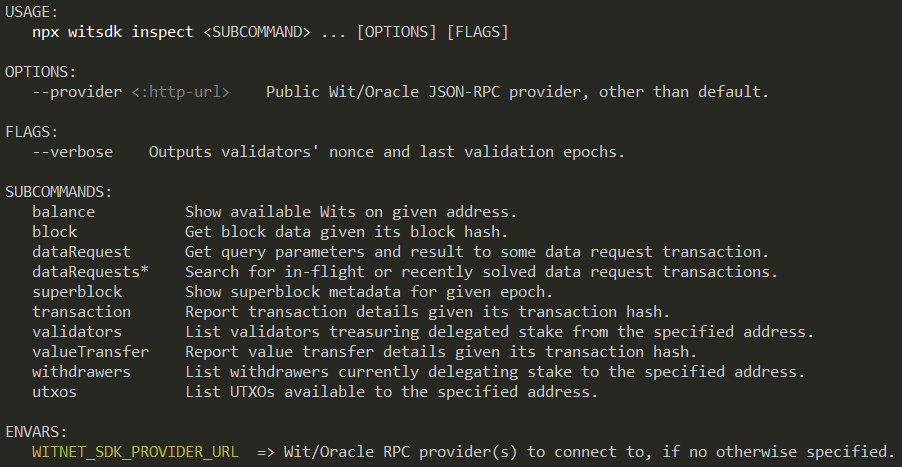 USAGE:
npx witsdk inspect <SUBCOMMAND> ... [OPTIONS] [FLAGS]
OPTIONS:
--provider <:http-url>    Public Wit/Oracle JSON-RPC provider, other than default.
FLAGS:
--verbose    Outputs validators' nonce and last validation epochs.
SUBCOMMANDS:
balance          Show available Wits on given address.
block            Get block data given its block hash.
dataRequest      Get query parameters and result to some data request transaction.
dataRequests*    Search for in-flight or recently solved data request transactions.
superblock       Show superblock metadata for given epoch.
transaction      Report transaction details given its transaction hash.
validators       List validators treasuring delegated stake from the specified address.
valueTransfer    Report value transfer details given its transaction hash.
withdrawers      List withdrawers currently delegating stake to the specified address.
utxos            List UTXOs available to the specified address.
ENVARS:
WITNET_SDK_PROVIDER_URL  => Wit/Oracle RPC provider(s) to connect to, if no otherwise specified.